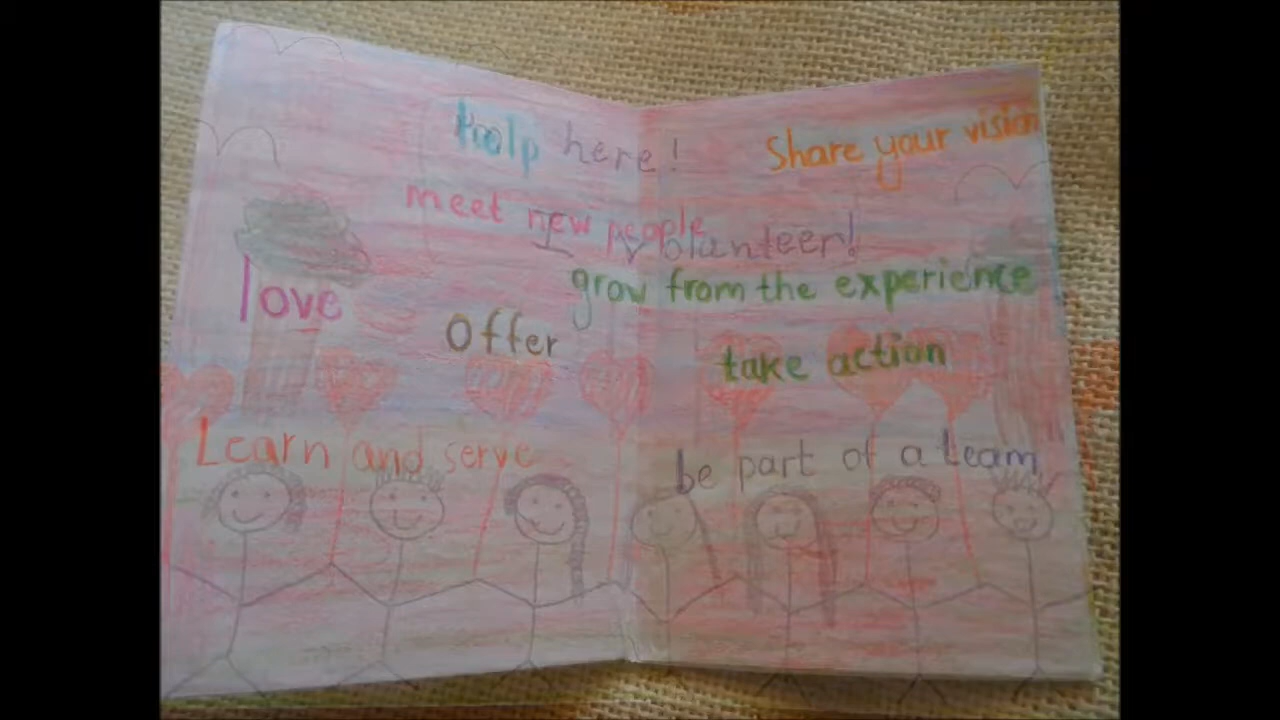 Help here!
Share your vision
meet new people
I volanteer!
grow from the experience
love
Offer
take action
Learn and serve
be part of a team